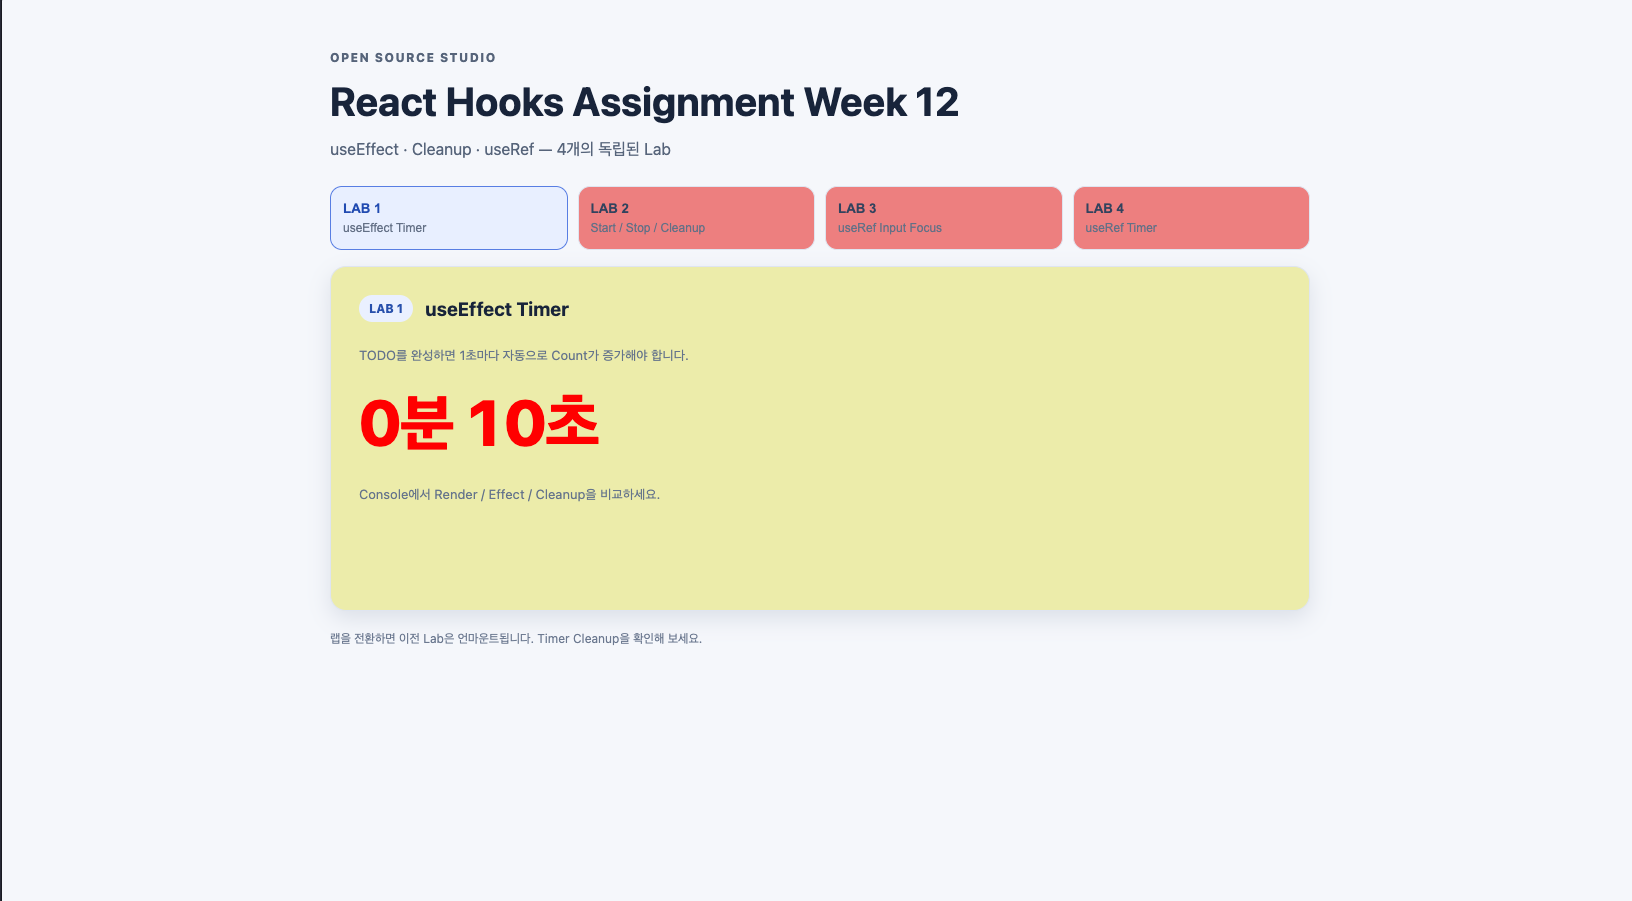 OPEN SOURCE STUDIO
React Hooks Assignment Week 12
useEffect · Cleanup · useRef — 4개의 독립된 Lab
LAB 1
useEffect Timer
LAB 2
Start / Stop / Cleanup
LAB 3
useRef Input Focus
LAB 4
useRef Timer
LAB 1
useEffect Timer
TODO를 완성하면 1초마다 자동으로 Count가 증가해야 합니다.
0분 10초
Console에서 Render / Effect / Cleanup을 비교하세요.
랩을 전환하면 이전 Lab은 언마운트됩니다. Timer Cleanup을 확인해 보세요.